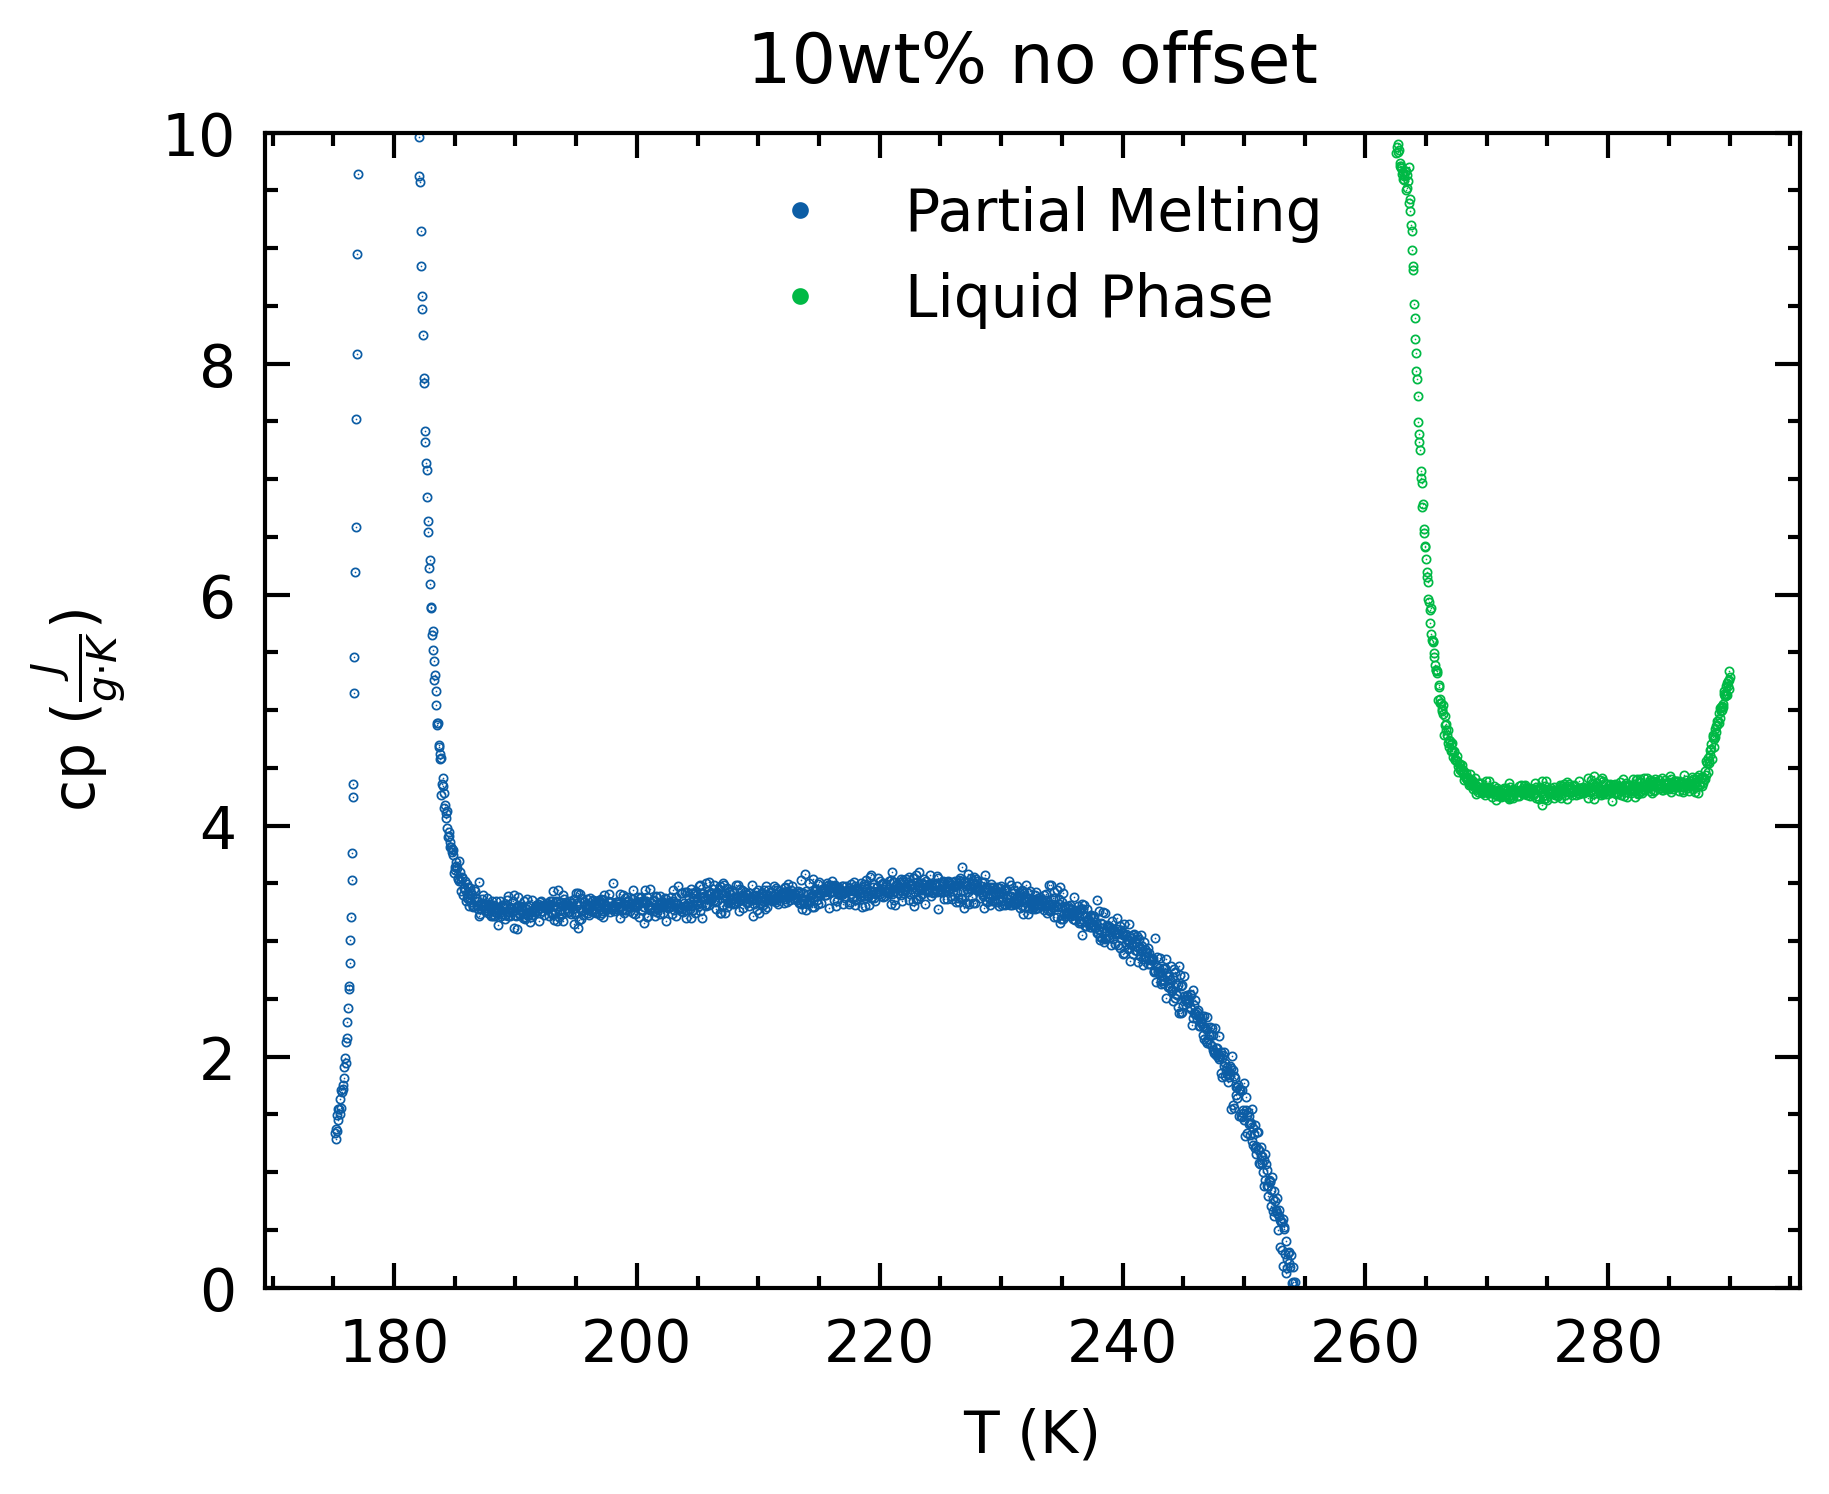 10wt% no offset
10
8
6
4
2
0
cp (J/g·K)
Partial Melting
Liquid Phase
180 200 220 240 260 280
T (K)